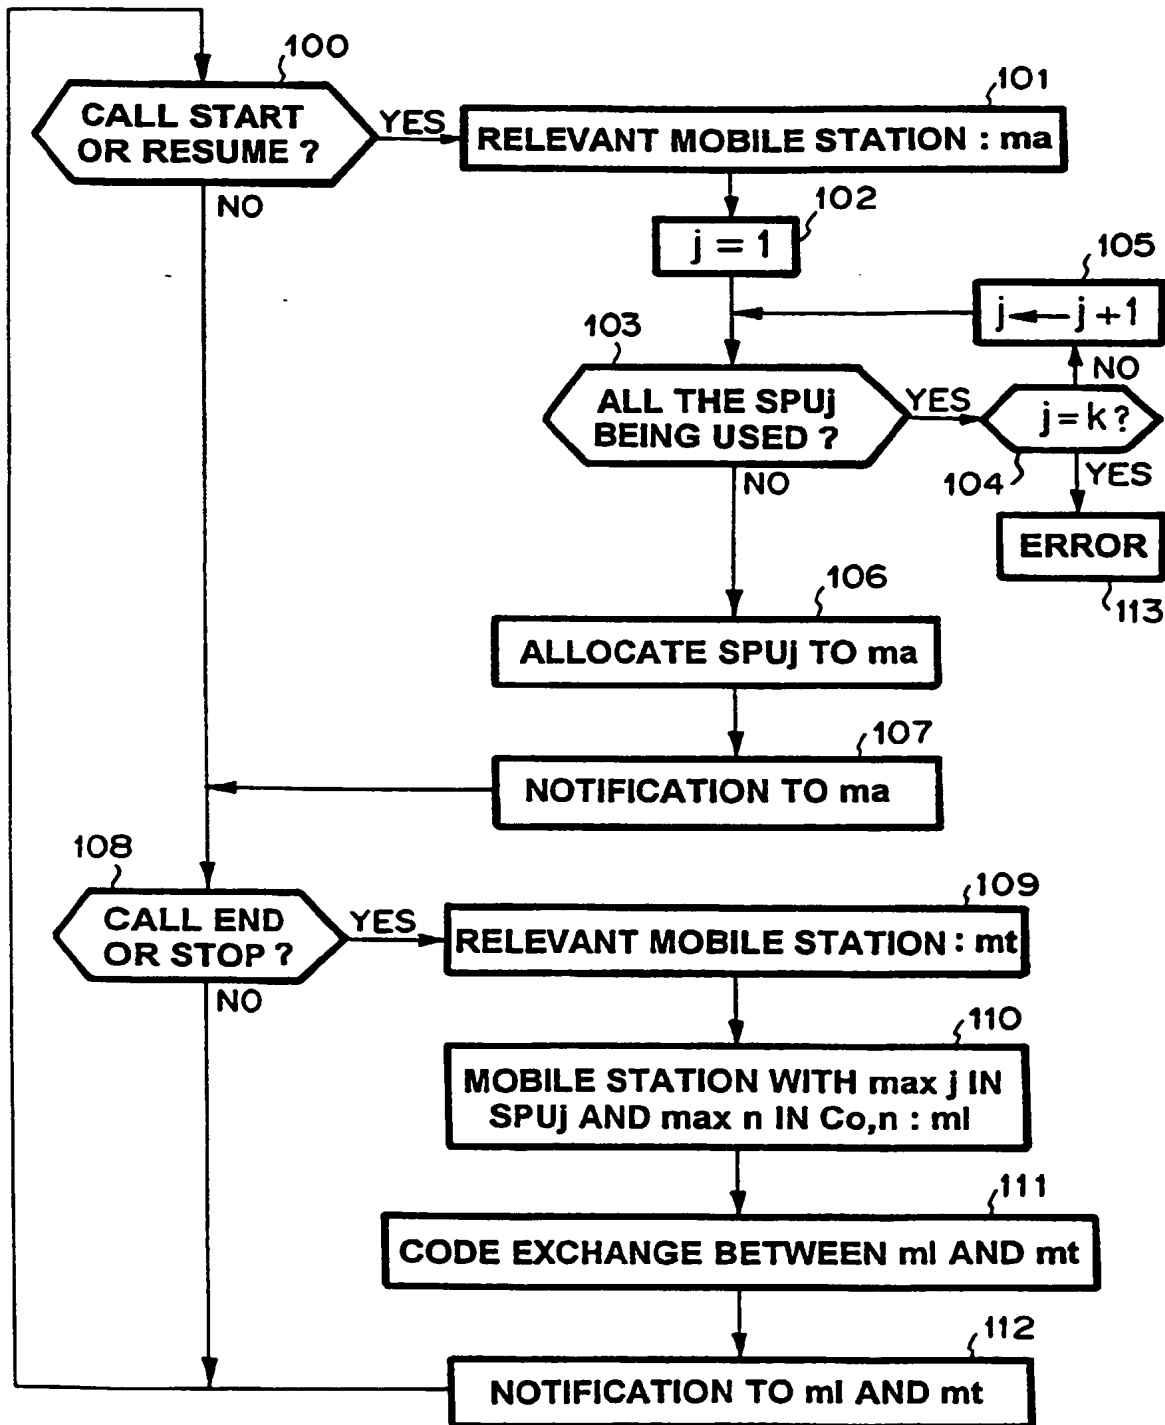 100
CALL START
OR RESUME ?
YES
NO
101
RELEVANT MOBILE STATION : ma
102
j = 1
105
j ← j + 1
103
ALL THE SPUj
BEING USED ?
YES
NO
NO
j = k ?
104
YES
ERROR
113
106
ALLOCATE SPUj TO ma
107
NOTIFICATION TO ma
108
CALL END
OR STOP ?
YES
NO
109
RELEVANT MOBILE STATION : mt
110
MOBILE STATION WITH max j IN
SPUj AND max n IN Co,n : ml
111
CODE EXCHANGE BETWEEN ml AND mt
112
NOTIFICATION TO ml AND mt